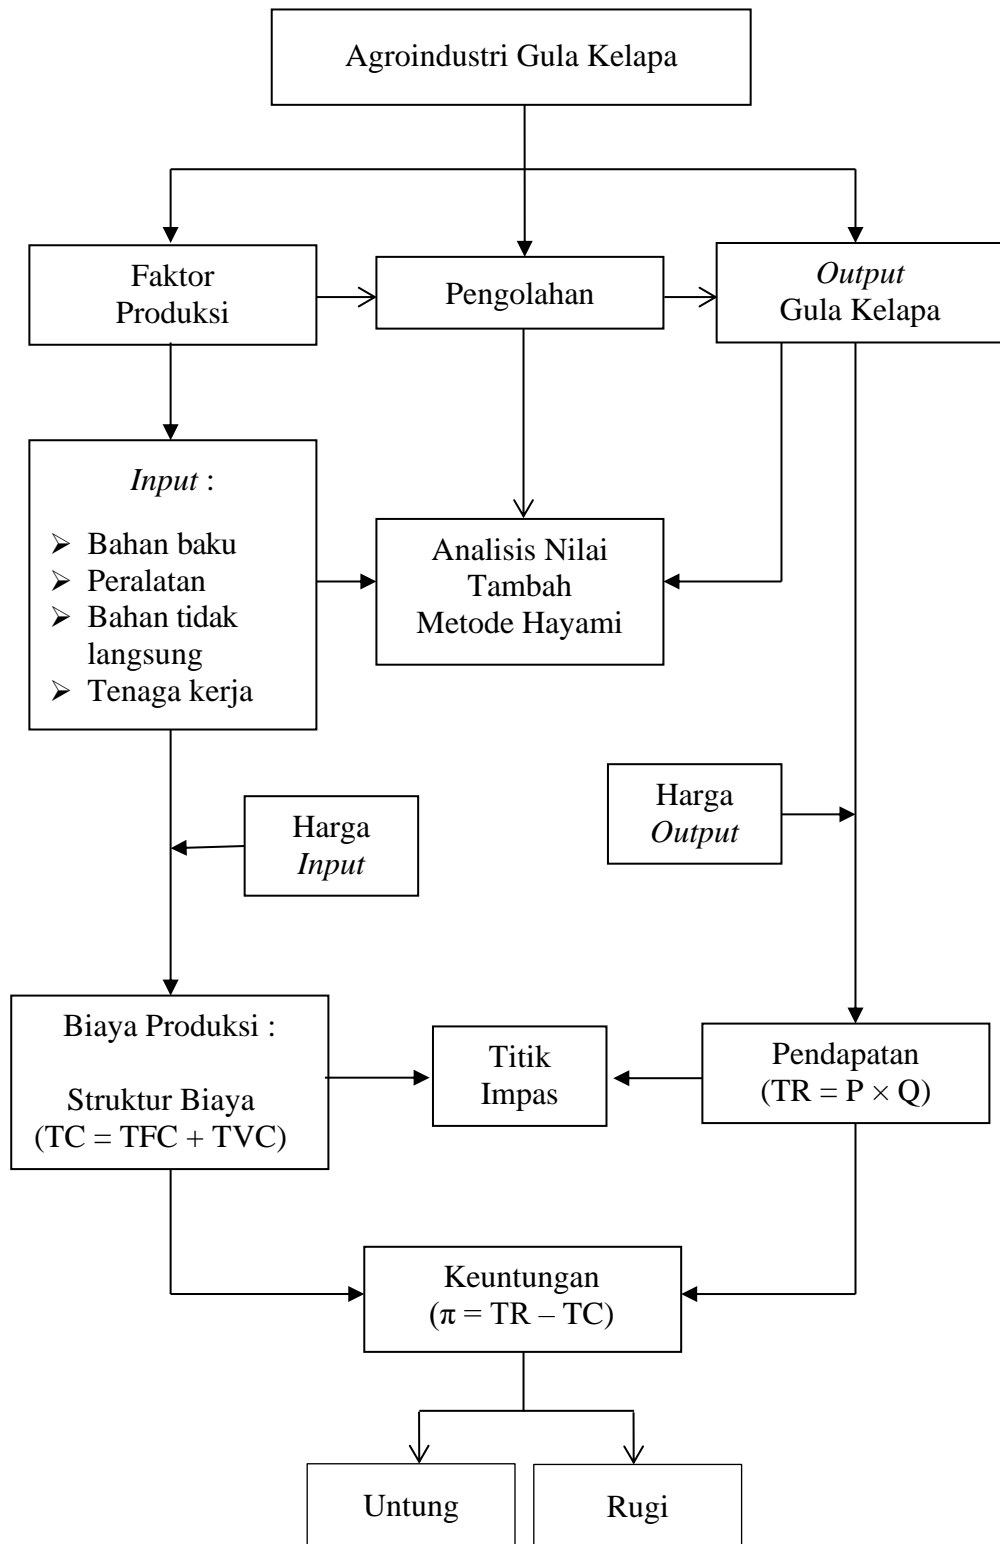 Agroindustri Gula Kelapa
Faktor
Produksi
Pengolahan
Output
Gula Kelapa
Input :
➢ Bahan baku
➢ Peralatan
➢ Bahan tidak
langsung
➢ Tenaga kerja
Analisis Nilai
Tambah
Metode Hayami
Harga
Input
Harga
Output
Biaya Produksi :
Struktur Biaya
(TC = TFC + TVC)
Titik
Impas
Pendapatan
(TR = P × Q)
Keuntungan
(π = TR – TC)
Untung
Rugi